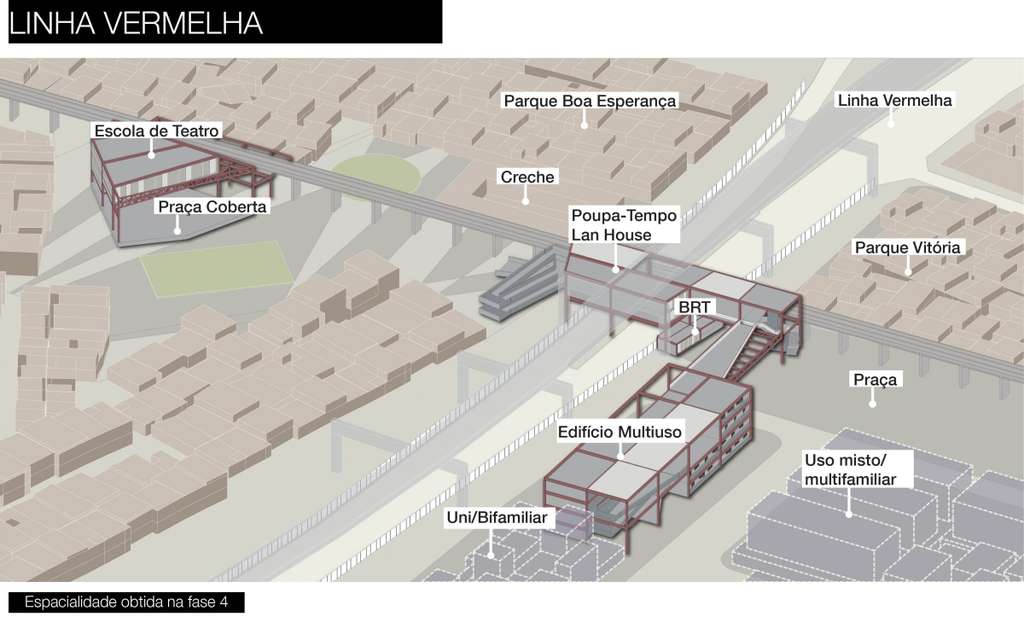 LINHA VERMELHA
Parque Boa Esperança
Linha Vermelha
Escola de Teatro
Creche
Praça Coberta
Poupa-Tempo
Lan House
Parque Vitória
BRT
Praça
Edifício Multiuso
Uso misto/
multifamiliar
Uni/Bifamiliar
Espacialidade obtida na fase 4